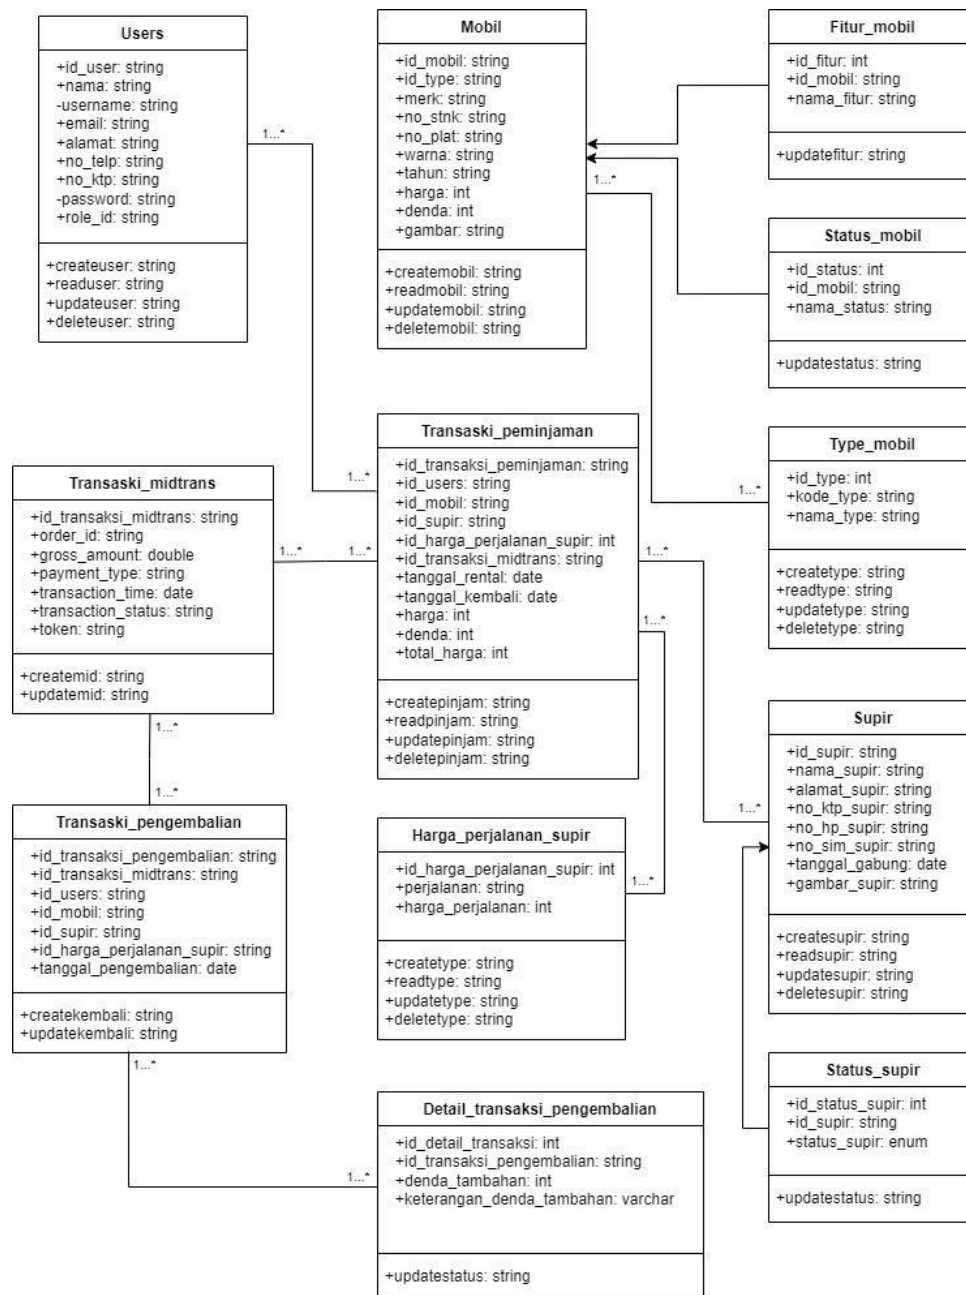 Users
+id_user: string
+nama: string
-username: string
+email: string
+alamat: string
+no_telp: string
+no_ktp: string
-password: string
+role_id: string
+createuser: string
+readuser: string
+updateuser: string
+deleteuser: string
1...*
Mobil
+id_mobil: string
+id_type: string
+merk: string
+no_stnk: string
+no_plat: string
+warna: string
+tahun: string
+harga: int
+denda: int
+gambar: string
+createmobil: string
+readmobil: string
+updatemobil: string
+deletemobil: string
1...*
Fitur_mobil
+id_fitur: int
+id_mobil: string
+nama_fitur: string
+updatefitur: string
Status_mobil
+id_status: int
+id_mobil: string
+nama_status: string
+updatestatus: string
Transaski_midtrans
+id_transaksi_midtrans: string
+order_id: string
+gross_amount: double
+payment_type: string
+transaction_time: date
+transaction_status: string
+token: string
+createmid: string
+updatemid: string
1...*
1...*
1...*
1...*
Transaski_peminjaman
+id_transaksi_peminjaman: string
+id_users: string
+id_mobil: string
+id_supir: string
+id_harga_perjalanan_supir: int
+id_transaksi_midtrans: string
+tanggal_rental: date
+tanggal_kembali: date
+harga: int
+denda: int
+total_harga: int
+createpinjam: string
+readpinjam: string
+updatepinjam: string
+deletepinjam: string
1...*
1...*
1...*
Type_mobil
+id_type: int
+kode_type: string
+nama_type: string
+createtype: string
+readtype: string
+updatetype: string
+deletetype: string
1...*
Transaski_pengembalian
+id_transaksi_pengembalian: string
+id_transaksi_midtrans: string
+id_users: string
+id_mobil: string
+id_supir: string
+id_harga_perjalanan_supir: string
+tanggal_pengembalian: date
+createkembali: string
+updatekembali: string
1...*
Harga_perjalanan_supir
+id_harga_perjalanan_supir: int
+perjalanan: string
+harga_perjalanan: int
+createtype: string
+readtype: string
+updatetype: string
+deletetype: string
1...*
1...*
Supir
+id_supir: string
+nama_supir: string
+alamat_supir: string
+no_ktp_supir: string
+no_hp_supir: string
+no_sim_supir: string
+tanggal_gabung: date
+gambar_supir: string
+createsupir: string
+readsupir: string
+updatesupir: string
+deletesupir: string
1...*
Detail_transaksi_pengembalian
+id_detail_transaksi: int
+id_transaksi_pengembalian: string
+denda_tambahan: int
+keterangan_denda_tambahan: varchar
+updatestatus: string
Status_supir
+id_status_supir: int
+id_supir: string
+status_supir: enum
+updatestatus: string